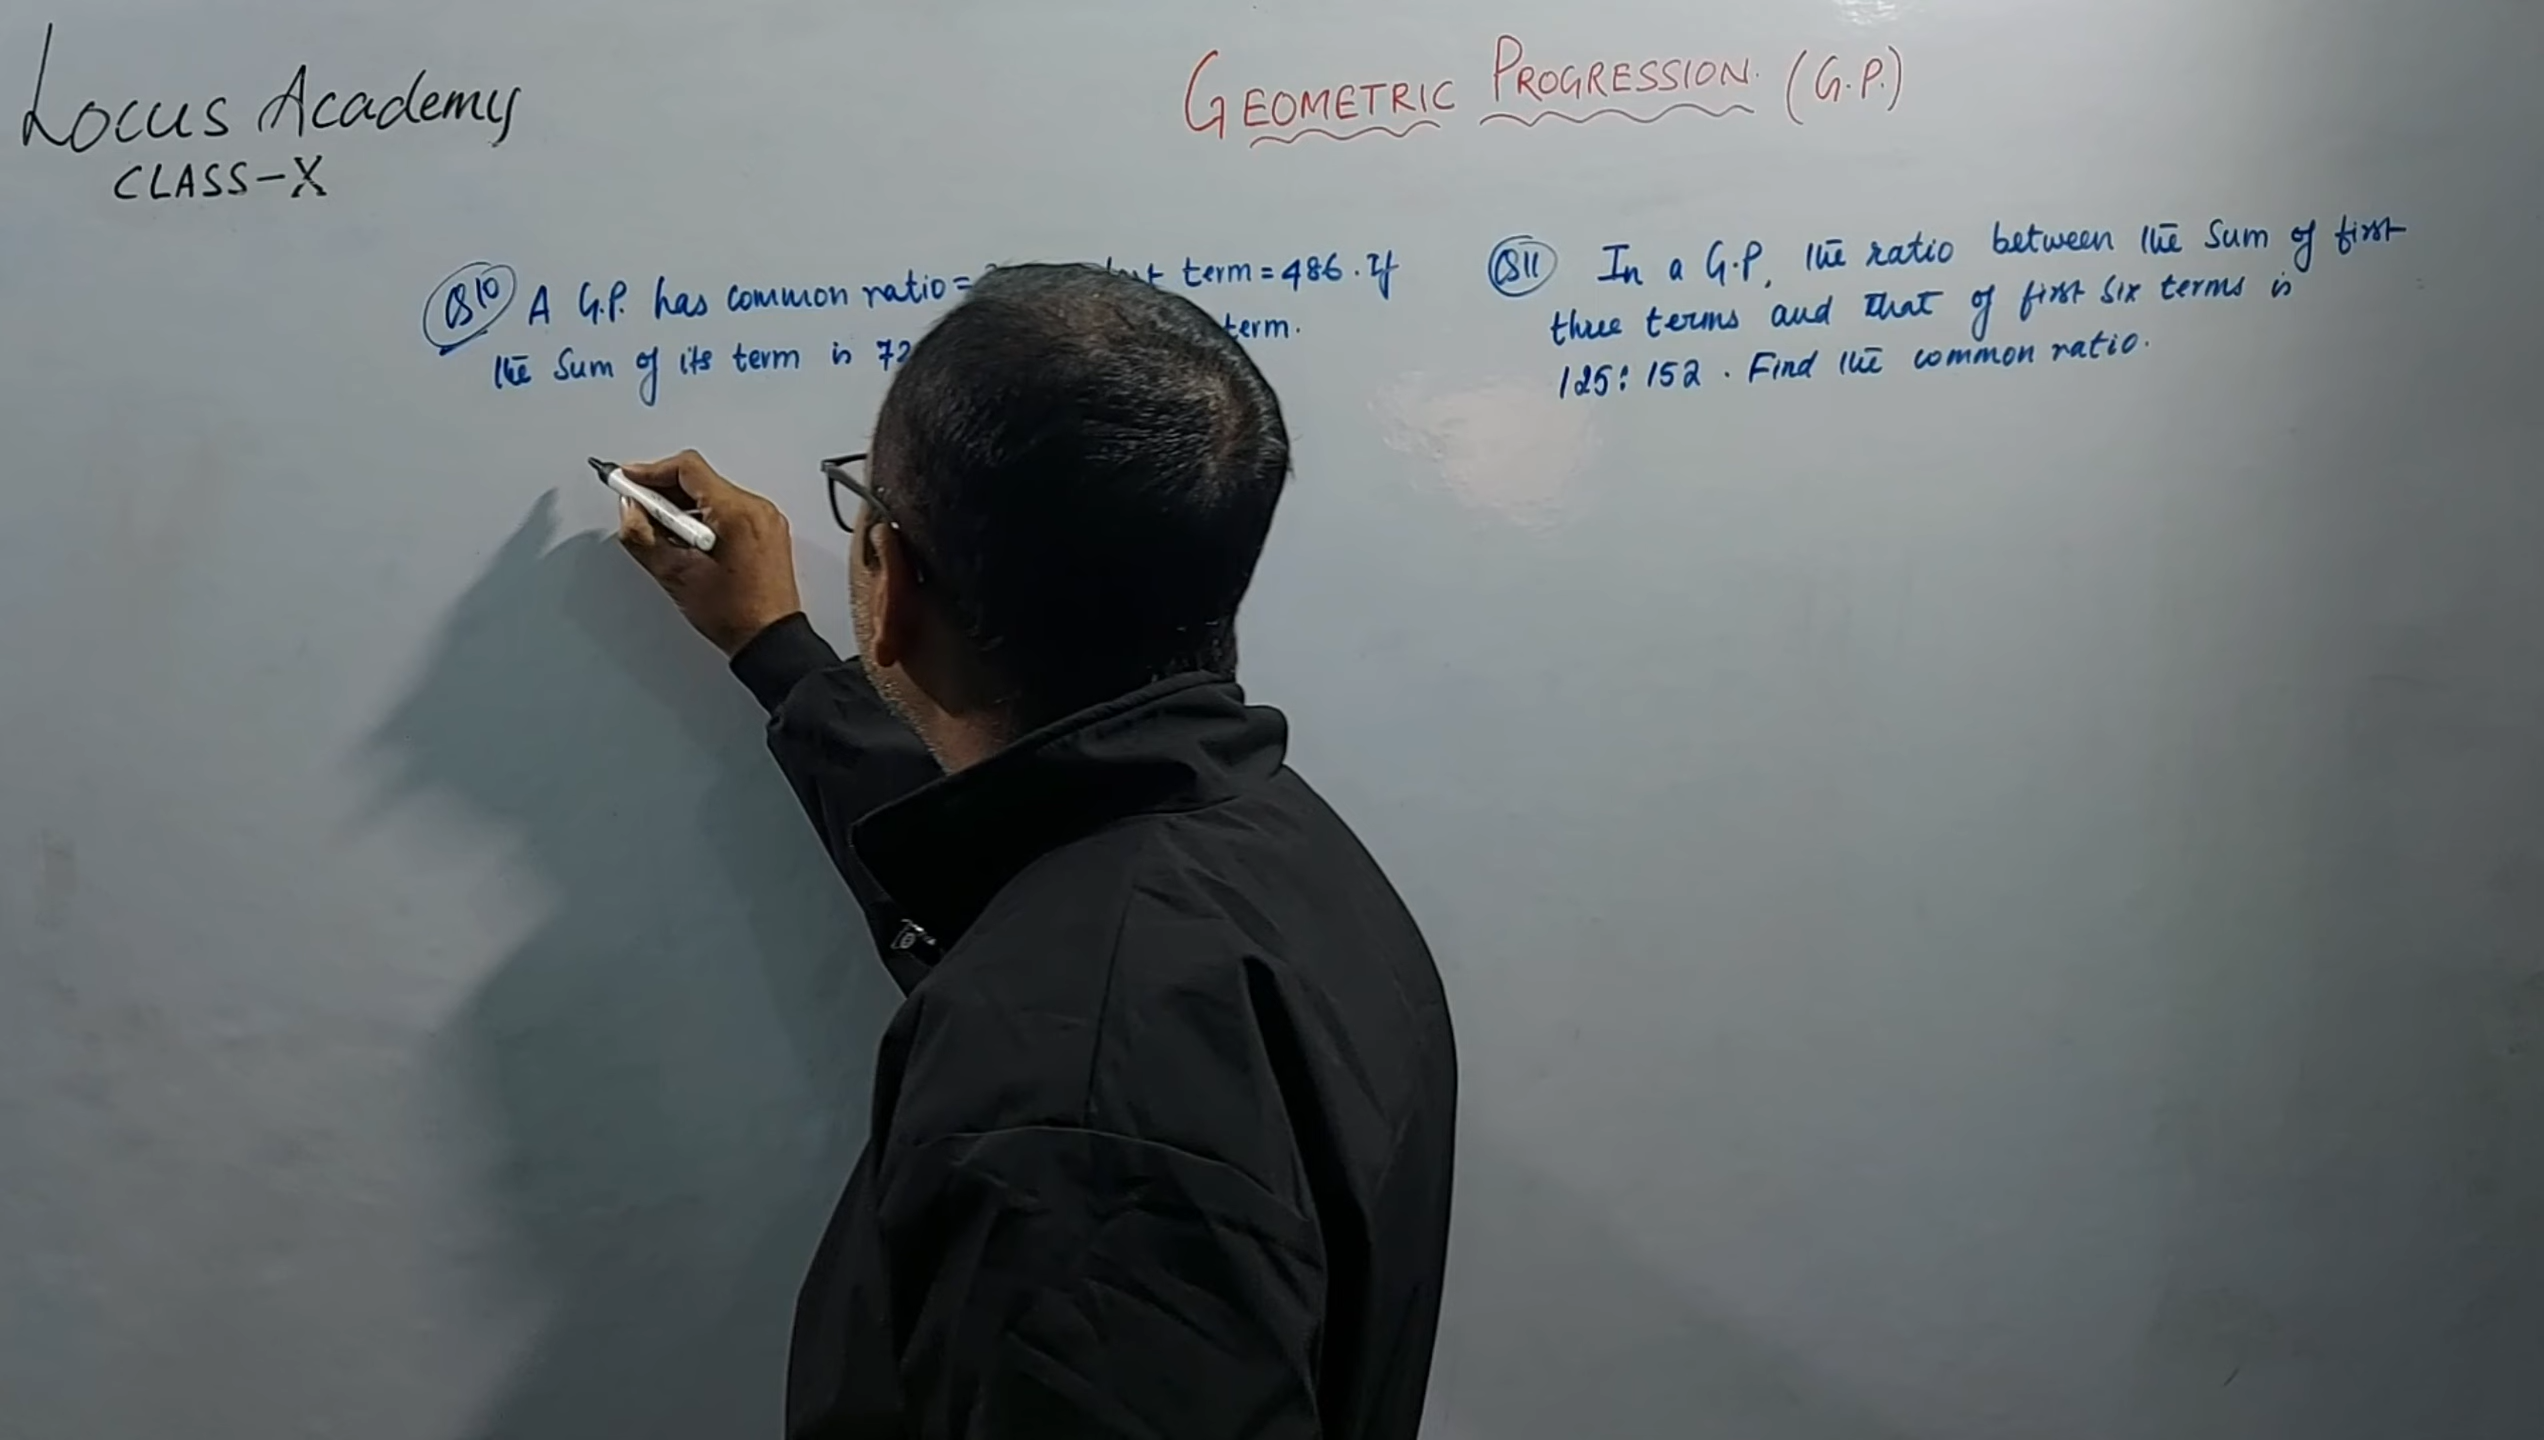 Locus Academy
CLASS-X
GEOMETRIC PROGRESSION. (G.P.)
Q10 A G.P. has common ratio = term = 486. If
the Sum of its term is 72 term.
Q11 In a G.P, the ratio between the Sum of first
three terms and that of first six terms is
125: 152. Find the common ratio.